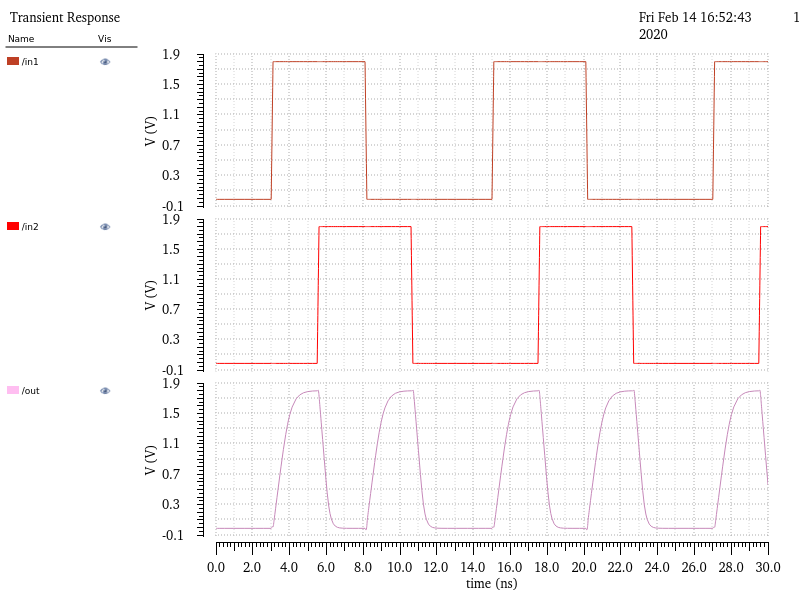 Transient Response
Fri Feb 14 16:52:43 1
2020
Name Vis
/in1
V (V)
1.9
1.5
1.1
0.7
0.3
-0.1
/in2
V (V)
1.9
1.5
1.1
0.7
0.3
-0.1
/out
V (V)
1.9
1.5
1.1
0.7
0.3
-0.1
0.0 2.0 4.0 6.0 8.0 10.0 12.0 14.0 16.0 18.0 20.0 22.0 24.0 26.0 28.0 30.0
time (ns)